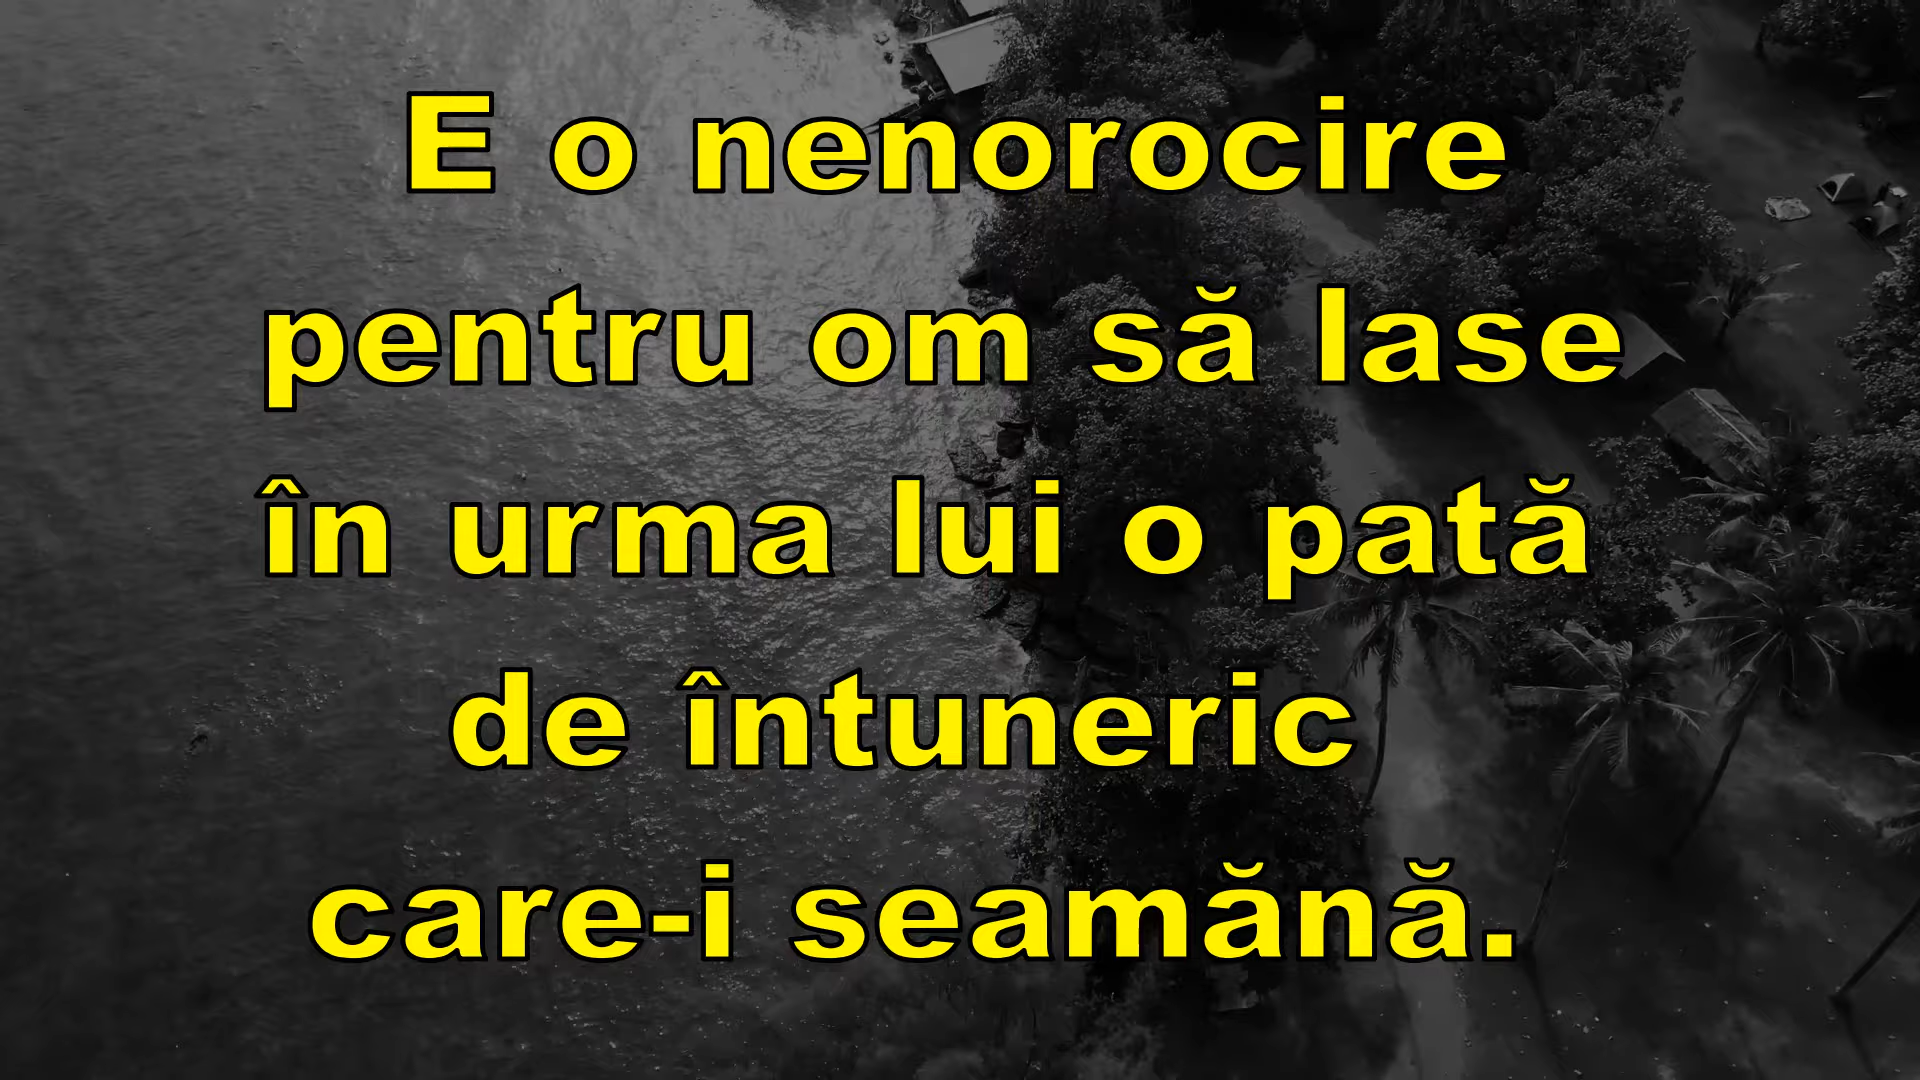 E o nenorocire
pentru om să lase
în urma lui o pată
de întuneric
care-i seamănă.